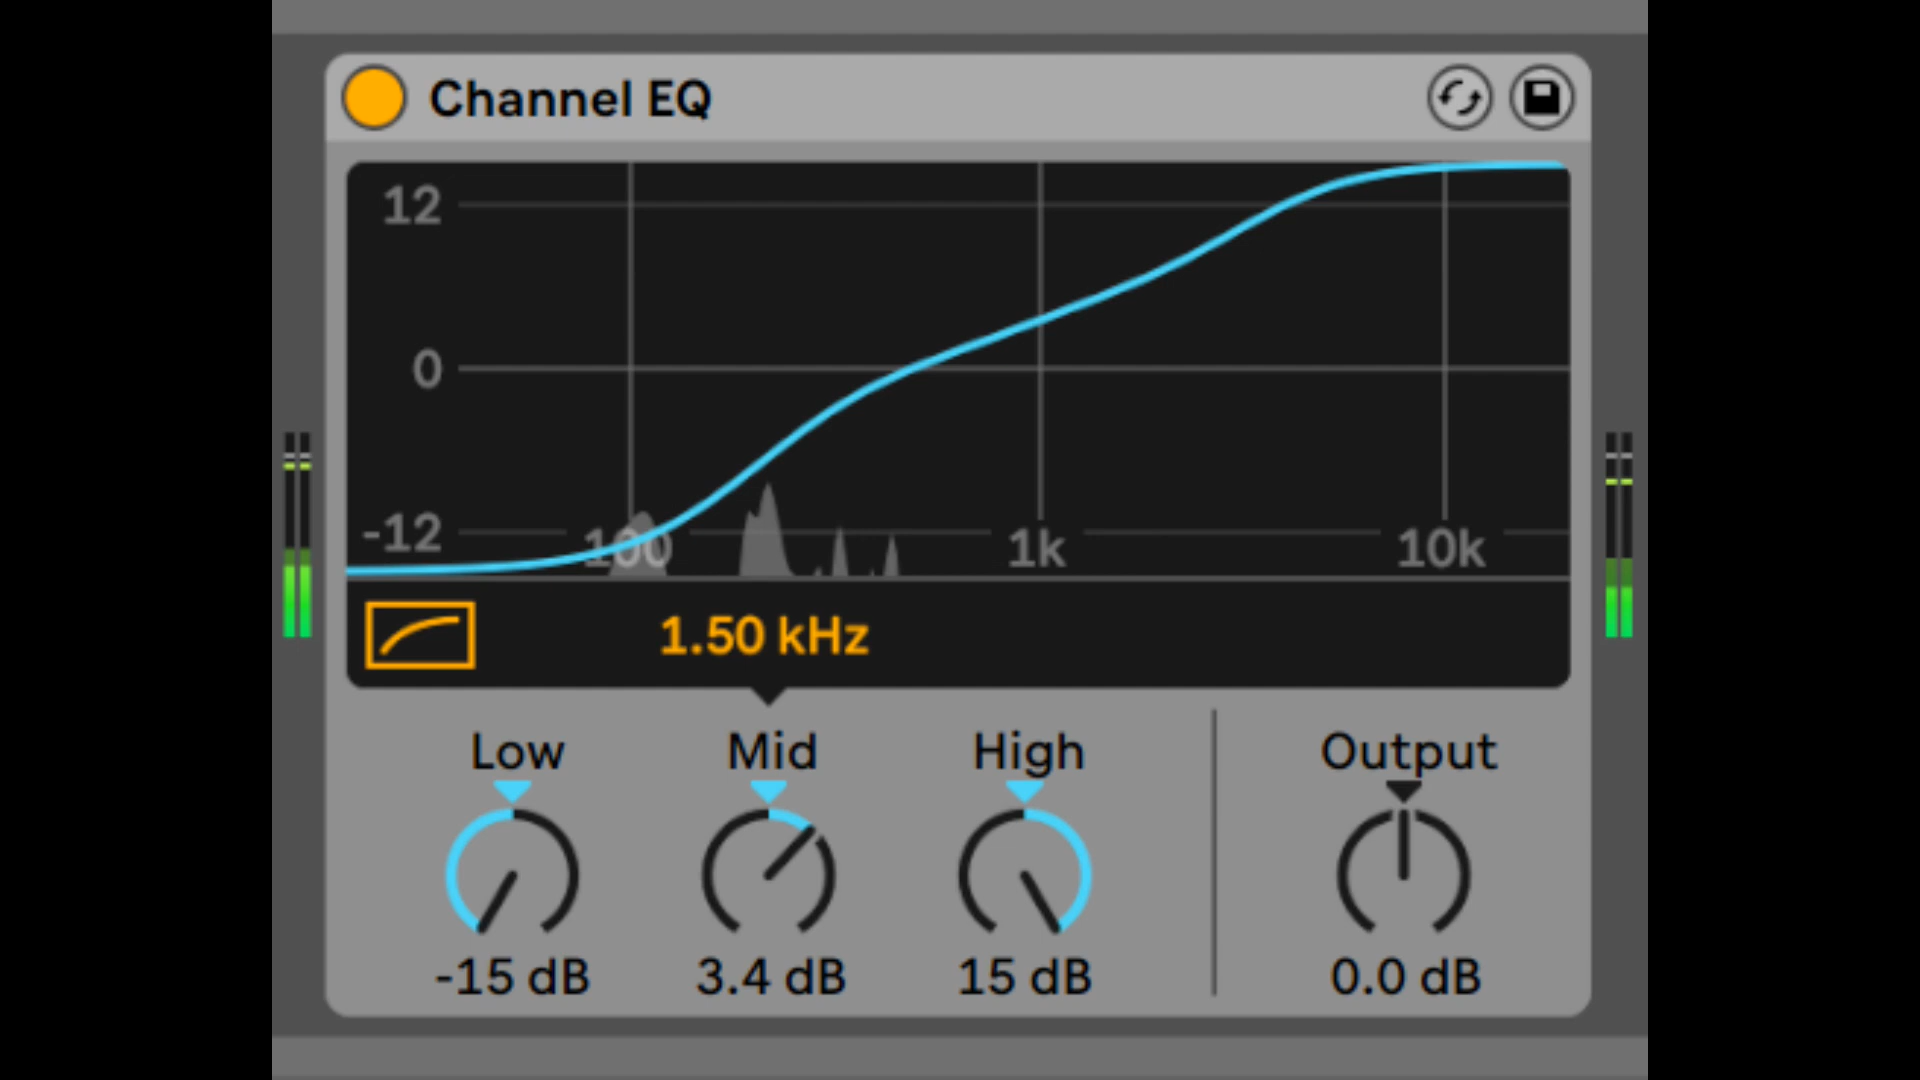 Channel EQ
12
0
-12
100
1k
10k
1.50 kHz
Low
Mid
High
Output
-15 dB
3.4 dB
15 dB
0.0 dB